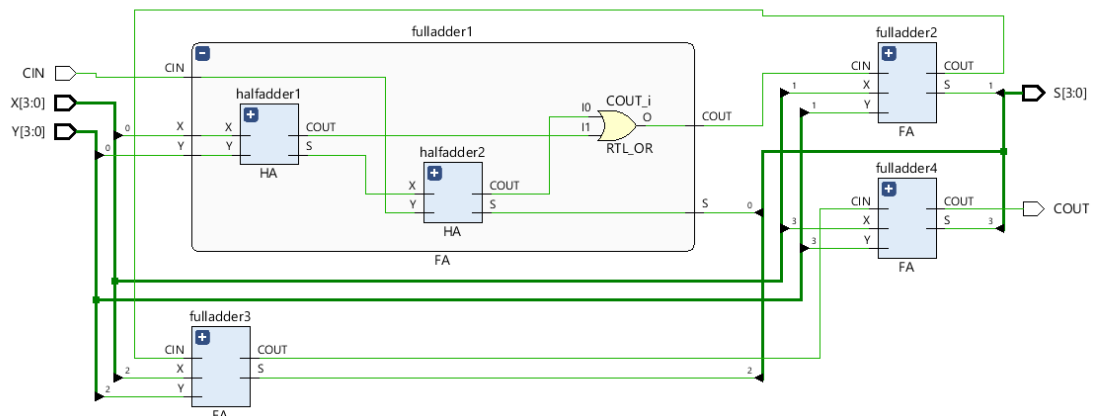 fulladder1
fulladder2
CIN
CIN
CIN
COUT
X[3:0]
halfadder1
COUT_i
1
X
S
1
S[3:0]
Y[3:0]
I0
O
COUT
1
Y
0
X
X
COUT
I1
FA
0
Y
Y
S
halfadder2
RTL_OR
HA
fulladder4
X
COUT
CIN
COUT
COUT
Y
S
S
0
3
X
S
3
HA
3
Y
FA
FA
fulladder3
CIN
COUT
2
X
S
2
2
Y
FA